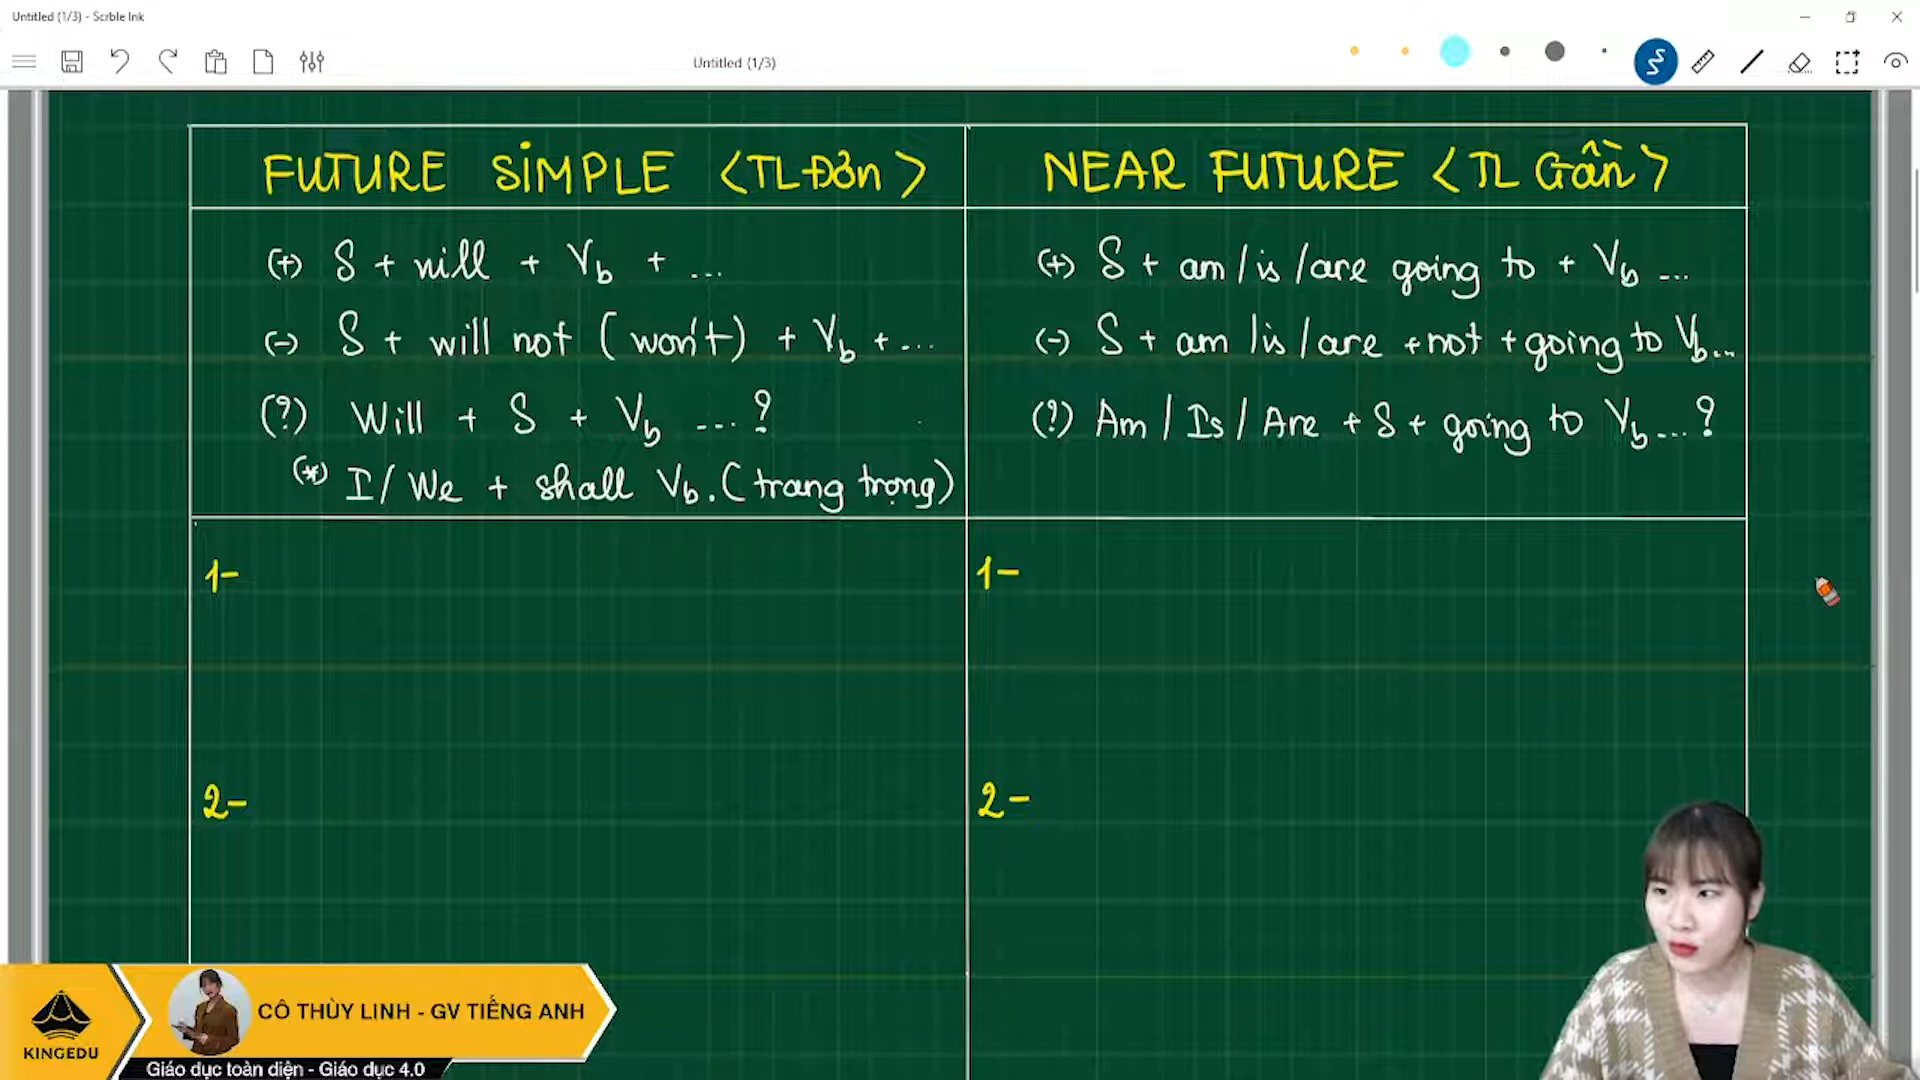 Untitled (1/3) - Scrble Ink
Untitled (1/3)
FUTURE SIMPLE <TL Đơn>
NEAR FUTURE <TL Gần>
(+) S + will + Vb + ...
(-) S + will not (won't) + Vb + ...
(?) Will + S + Vb ...?
(*) I/We + shall Vb. (trang trọng)
(+) S + am/is/are going to + Vb ...
(-) S + am/is/are + not + going to Vb...
(?) Am/Is/Are + S + going to Vb...?
1-
2-
1-
2-
KINGEDU
CÔ THÙY LINH - GV TIẾNG ANH
Giáo dục toàn diện - Giáo dục 4.0